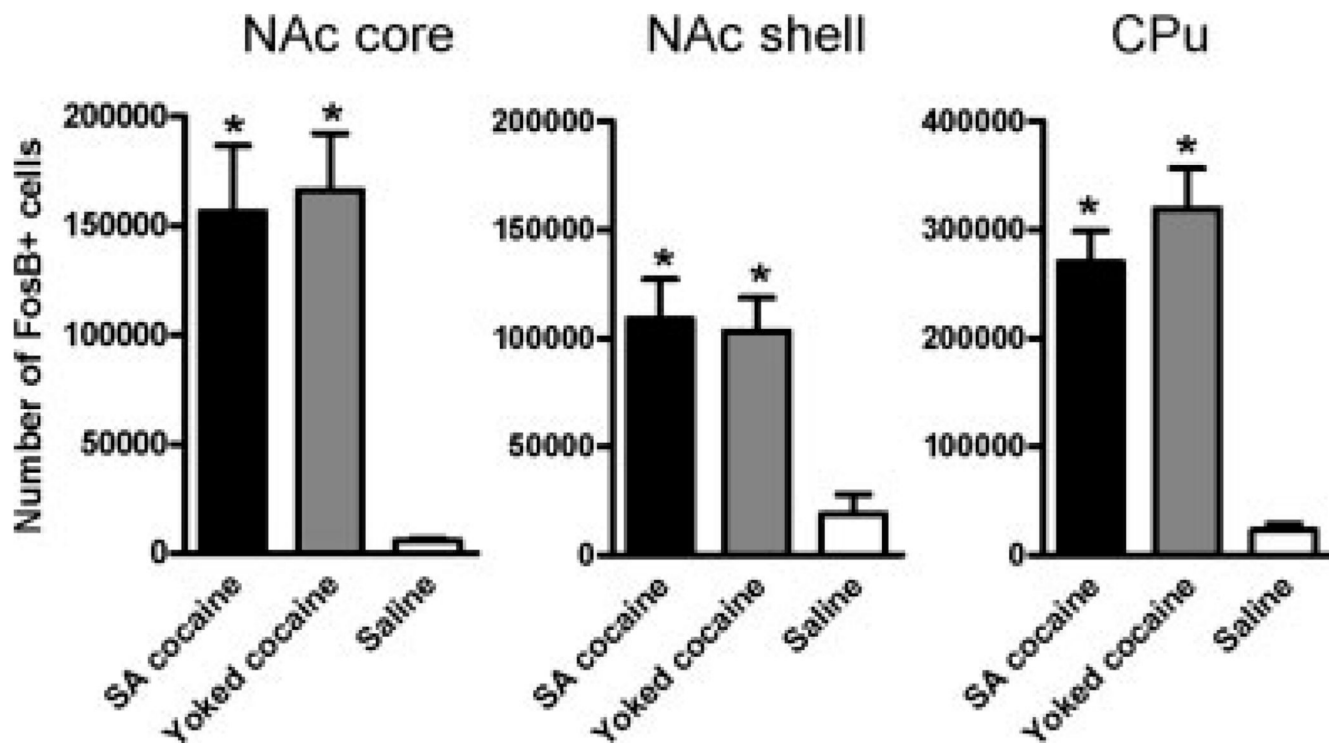 NAc core
NAc shell
CPu
Number of FosB+ cells
200000
150000
100000
50000
0
*
*
SA cocaine
Yoked cocaine
Saline
200000
150000
100000
50000
0
*
*
SA cocaine
Yoked cocaine
Saline
400000
300000
200000
100000
0
*
*
SA cocaine
Yoked cocaine
Saline